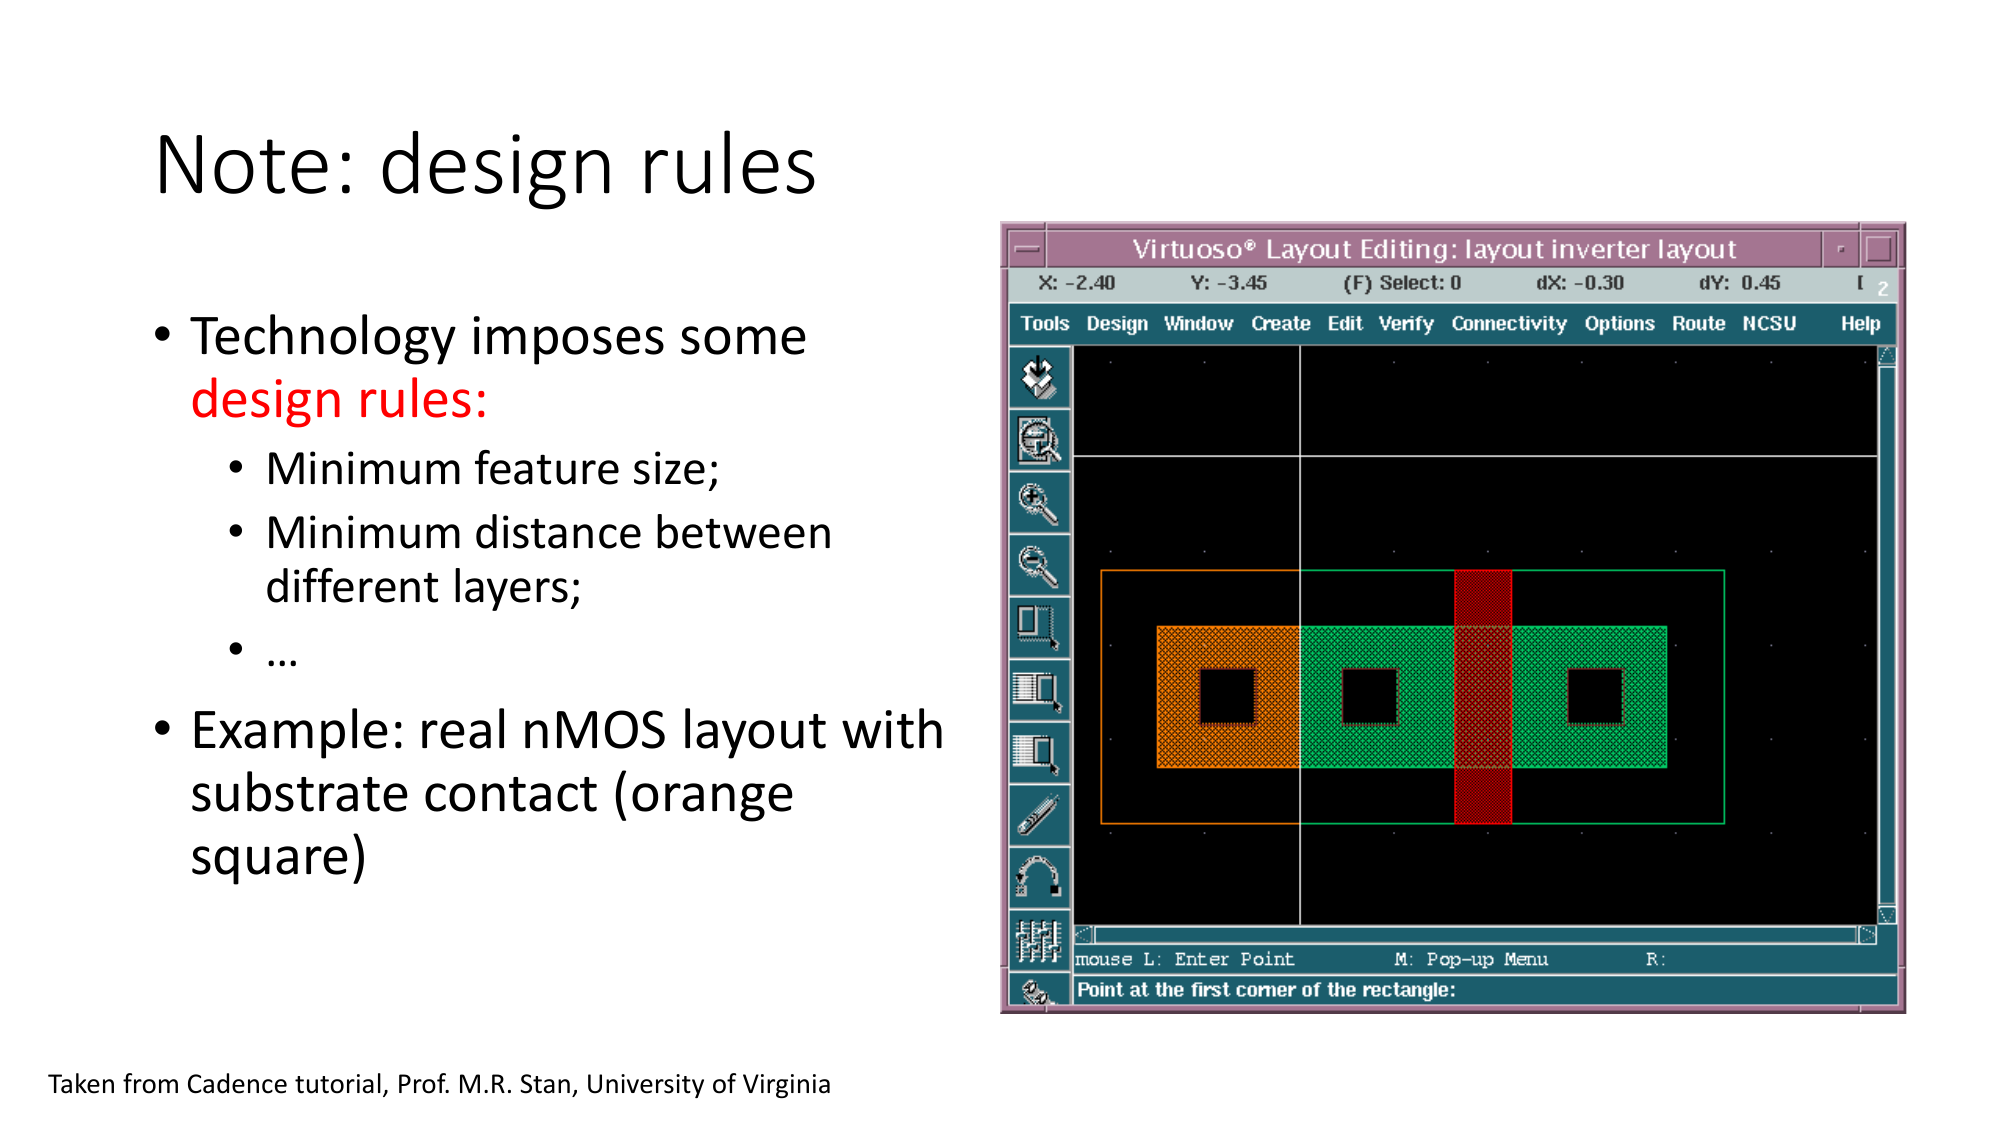 Note: design rules
• Technology imposes some
design rules:
• Minimum feature size;
• Minimum distance between
different layers;
• ...
• Example: real nMOS layout with
substrate contact (orange
square)
Virtuoso® Layout Editing: layout inverter layout
X: -2.40 Y: -3.45 (F) Select: 0 dX: -0.30 dY: 0.45 [ 2
Tools Design Window Create Edit Verify Connectivity Options Route NCSU Help
mouse L: Enter Point M: Pop-up Menu R:
Point at the first corner of the rectangle:
Taken from Cadence tutorial, Prof. M.R. Stan, University of Virginia